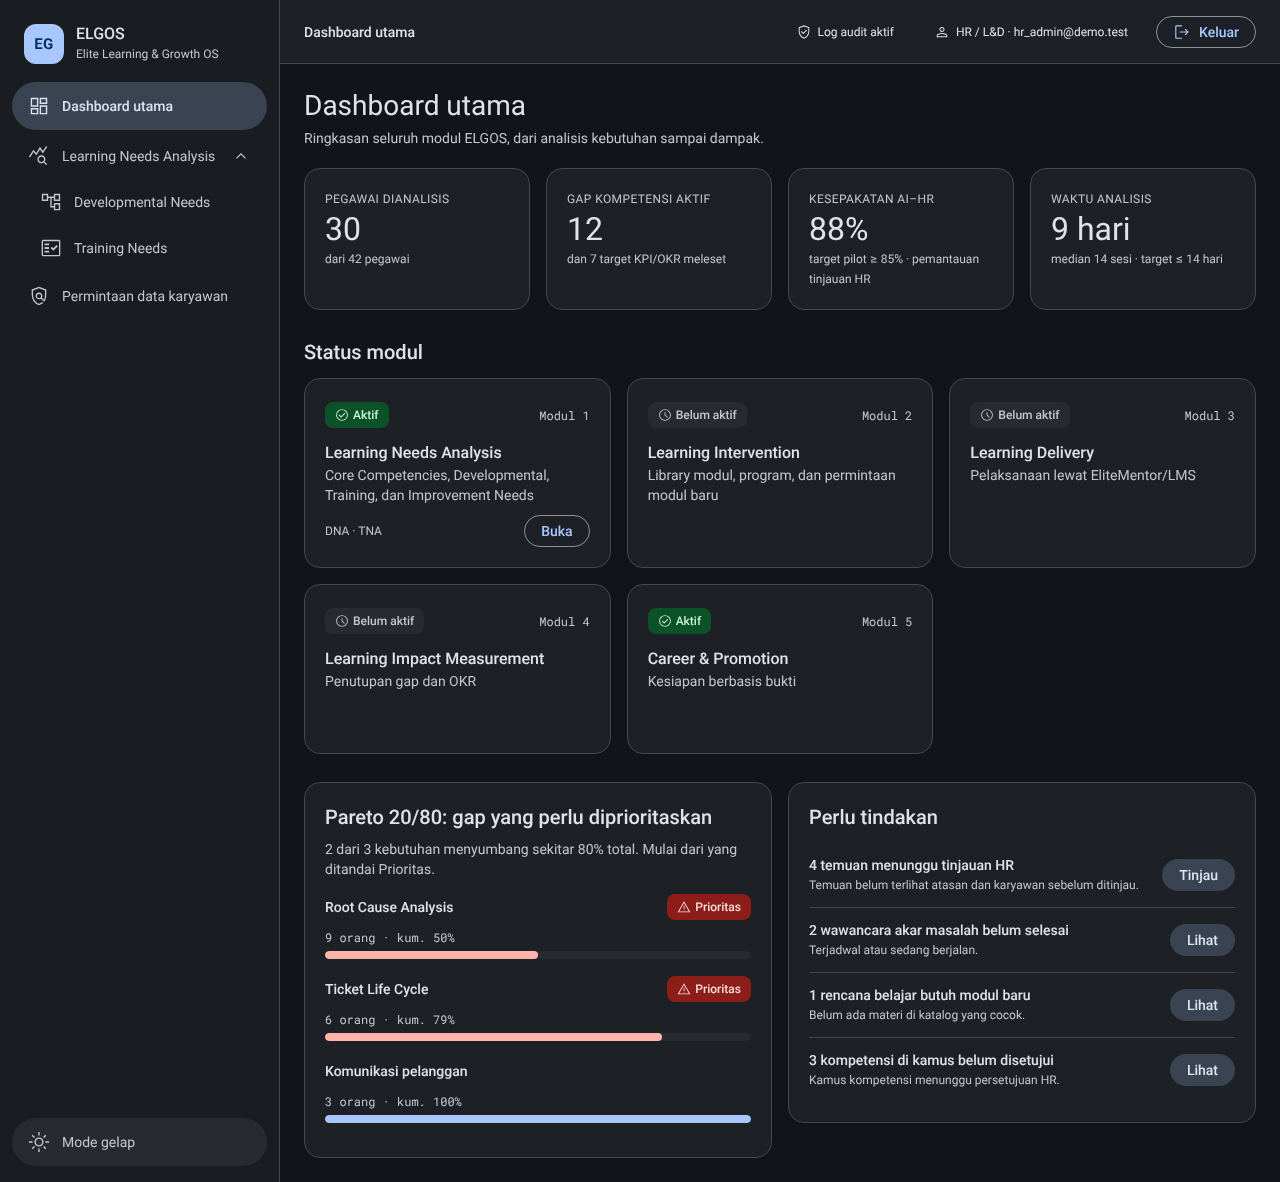 EG
ELGOS
Elite Learning & Growth OS
Dashboard utama
Learning Needs Analysis
Developmental Needs
Training Needs
Permintaan data karyawan
Mode gelap
Dashboard utama
Log audit aktif
HR / L&D · hr_admin@demo.test
Keluar
Dashboard utama
Ringkasan seluruh modul ELGOS, dari analisis kebutuhan sampai dampak.
PEGAWAI DIANALISIS
30
dari 42 pegawai
GAP KOMPETENSI AKTIF
12
dan 7 target KPI/OKR meleset
KESEPAKATAN AI–HR
88%
target pilot ≥ 85% · pemantauan
tinjauan HR
WAKTU ANALISIS
9 hari
median 14 sesi · target ≤ 14 hari
Status modul
Aktif
Modul 1
Learning Needs Analysis
Core Competencies, Developmental,
Training, dan Improvement Needs
DNA · TNA
Buka
Belum aktif
Modul 2
Learning Intervention
Library modul, program, dan permintaan
modul baru
Belum aktif
Modul 3
Learning Delivery
Pelaksanaan lewat EliteMentor/LMS
Belum aktif
Modul 4
Learning Impact Measurement
Penutupan gap dan OKR
Aktif
Modul 5
Career & Promotion
Kesiapan berbasis bukti
Pareto 20/80: gap yang perlu diprioritaskan
2 dari 3 kebutuhan menyumbang sekitar 80% total. Mulai dari yang
ditandai Prioritas.
Root Cause Analysis
Prioritas
9 orang · kum. 50%
Ticket Life Cycle
Prioritas
6 orang · kum. 79%
Komunikasi pelanggan
3 orang · kum. 100%
Perlu tindakan
4 temuan menunggu tinjauan HR
Temuan belum terlihat atasan dan karyawan sebelum ditinjau.
Tinjau
2 wawancara akar masalah belum selesai
Terjadwal atau sedang berjalan.
Lihat
1 rencana belajar butuh modul baru
Belum ada materi di katalog yang cocok.
Lihat
3 kompetensi di kamus belum disetujui
Kamus kompetensi menunggu persetujuan HR.
Lihat